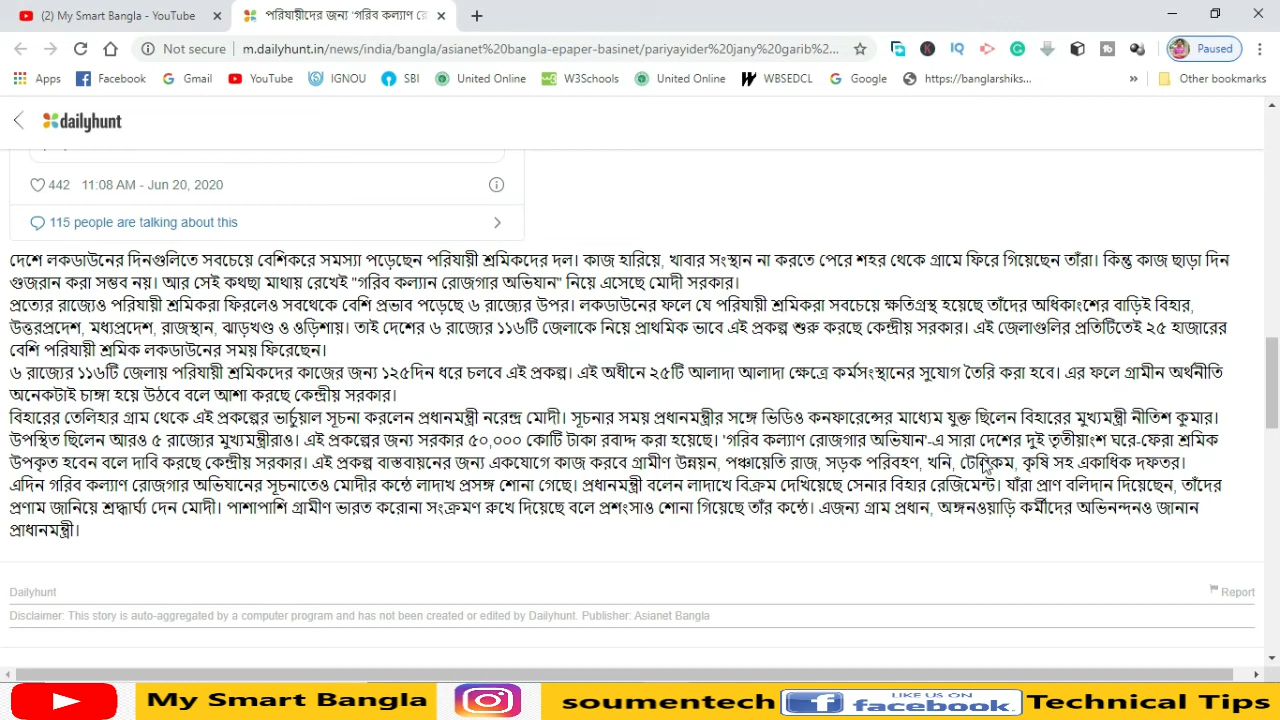 (2) My Smart Bangla - YouTube
পরিযায়ীদের জন্য 'গরিব কল্যাণ রো
Not secure
m.dailyhunt.in/news/india/bangla/asianet%20bangla-epaper-basinet/pariyayider%20jany%20garib%2...
Paused
Apps Facebook Gmail YouTube IGNOU SBI United Online W3Schools United Online WBSEDCL Google https://banglarshiks... » Other bookmarks
dailyhunt
442 11:08 AM - Jun 20, 2020
115 people are talking about this
দেশে লকডাউনের দিনগুলিতে সবচেয়ে বেশিকরে সমস্যা পড়েছেন পরিযায়ী শ্রমিকদের দল। কাজ হারিয়ে, খাবার সংস্থান না করতে পেরে শহর থেকে গ্রামে ফিরে গিয়েছেন তাঁরা। কিন্তু কাজ ছাড়া দিন
গুজরান করা সম্ভব নয়। আর সেই কথছা মাথায় রেখেই "গরিব কল্যান রোজগার অভিযান" নিয়ে এসেছে মোদী সরকার।
প্রত্যের রাজ্যেও পরিযায়ী শ্রমিকরা ফিরলেও সবথেকে বেশি প্রভাব পড়েছে ৬ রাজ্যের উপর। লকডাউনের ফলে যে পরিযায়ী শ্রমিকরা সবচেয়ে ক্ষতিগ্রস্থ হয়েছে তাঁদের অধিকাংশের বাড়িই বিহার,
উত্তরপ্রদেশ, মধ্যপ্রদেশ, রাজস্থান, ঝাড়খণ্ড ও ওড়িশায়। তাই দেশের ৬ রাজ্যের ১১৬টি জেলাকে নিয়ে প্রাথমিক ভাবে এই প্রকল্প শুরু করছে কেন্দ্রীয় সরকার। এই জেলাগুলির প্রতিটিতেই ২৫ হাজারের
বেশি পরিযায়ী শ্রমিক লকডাউনের সময় ফিরেছেন।
৬ রাজ্যের ১১৬টি জেলায় পরিযায়ী শ্রমিকদের কাজের জন্য ১২৫দিন ধরে চলবে এই প্রকল্প। এই অধীনে ২৫টি আলাদা আলাদা ক্ষেত্রে কর্মসংস্থানের সুযোগ তৈরি করা হবে। এর ফলে গ্রামীন অর্থনীতি
অনেকটাই চাঙ্গা হয়ে উঠবে বলে আশা করছে কেন্দ্রীয় সরকার।
বিহারের তেলিহার গ্রাম থেকে এই প্রকল্পের ভার্চুয়াল সূচনা করলেন প্রধানমন্ত্রী নরেন্দ্র মোদী। সূচনার সময় প্রধানমন্ত্রীর সঙ্গে ভিডিও কনফারেন্সের মাধ্যেম যুক্ত ছিলেন বিহারের মুখ্যমন্ত্রী নীতিশ কুমার।
উপস্থিত ছিলেন আরও ৫ রাজ্যের মুখ্যমন্ত্রীরাও। এই প্রকল্পের জন্য সরকার ৫০,০০০ কোটি টাকা রবাদ্দ করা হয়েছে। 'গরিব কল্যাণ রোজগার অভিযান'-এ সারা দেশের দুই তৃতীয়াংশ ঘরে-ফেরা শ্রমিক
উপকৃত হবেন বলে দাবি করছে কেন্দ্রীয় সরকার। এই প্রকল্প বাস্তবায়নের জন্য একযোগে কাজ করবে গ্রামীণ উন্নয়ন, পঞ্চায়েতি রাজ, সড়ক পরিবহণ, খনি, টেলিকম, কৃষি সহ একাধিক দফতর।
এদিন গরিব কল্যাণ রোজগার অভিযানের সূচনাতেও মোদীর কন্ঠে লাদাখ প্রসঙ্গ শোনা গেছে। প্রধানমন্ত্রী বলেন লাদাখে বিক্রম দেখিয়েছে সেনার বিহার রেজিমেন্ট। যাঁরা প্রাণ বলিদান দিয়েছেন, তাঁদের
প্রণাম জানিয়ে শ্রদ্ধার্ঘ্য দেন মোদী। পাশাপাশি গ্রামীণ ভারত করোনা সংক্রমণ রুখে দিয়েছে বলে প্রশংসাও শোনা গিয়েছে তাঁর কন্ঠে। এজন্য গ্রাম প্রধান, অঙ্গনওয়াড়ি কর্মীদের অভিনন্দনও জানান
প্রাধানমন্ত্রী।
Dailyhunt
Report
Disclaimer: This story is auto-aggregated by a computer program and has not been created or edited by Dailyhunt. Publisher: Asianet Bangla
My Smart Bangla soumentech LIKE US ON facebook. Technical Tips